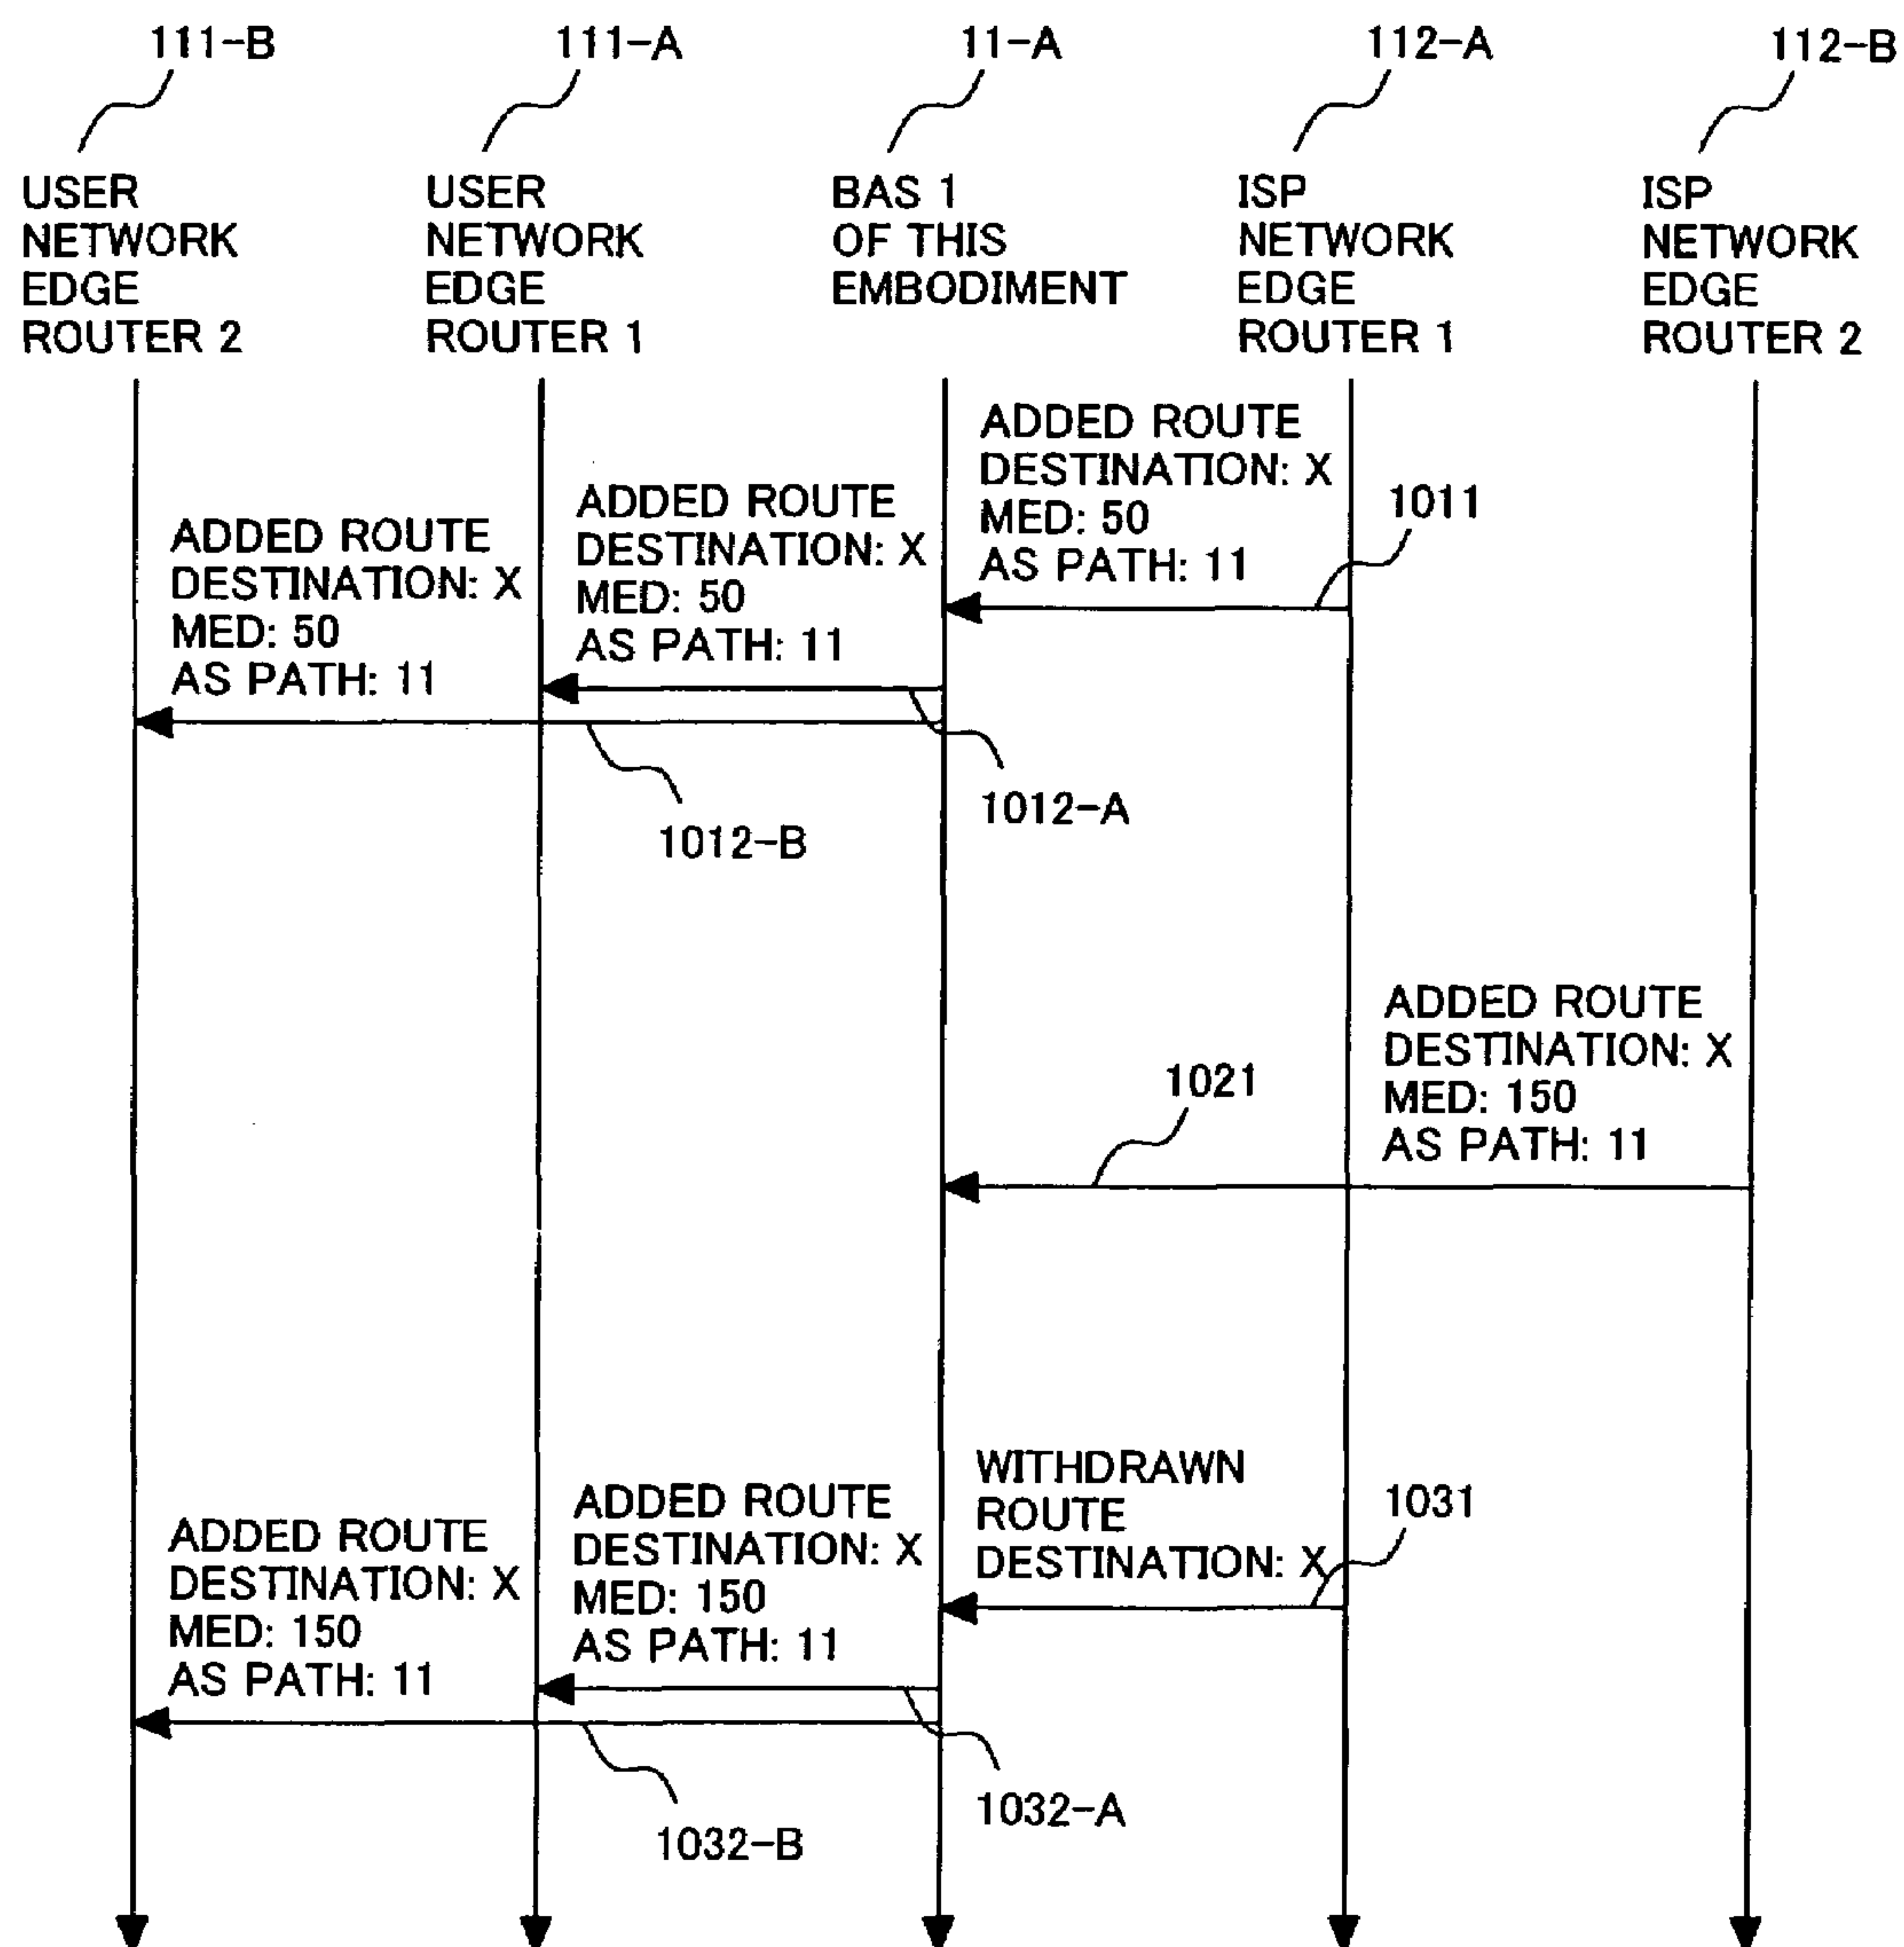 111-B
111-A
11-A
112-A
112-B
USER
NETWORK
EDGE
ROUTER 2
USER
NETWORK
EDGE
ROUTER 1
BAS 1
OF THIS
EMBODIMENT
ISP
NETWORK
EDGE
ROUTER 1
ISP
NETWORK
EDGE
ROUTER 2
ADDED ROUTE
DESTINATION: X
MED: 50
AS PATH: 11
1011
ADDED ROUTE
DESTINATION: X
MED: 50
AS PATH: 11
ADDED ROUTE
DESTINATION: X
MED: 50
AS PATH: 11
1012-A
1012-B
ADDED ROUTE
DESTINATION: X
MED: 150
AS PATH: 11
1021
WITHDRAWN
ROUTE
DESTINATION: X
1031
ADDED ROUTE
DESTINATION: X
MED: 150
AS PATH: 11
ADDED ROUTE
DESTINATION: X
MED: 150
AS PATH: 11
1032-A
1032-B